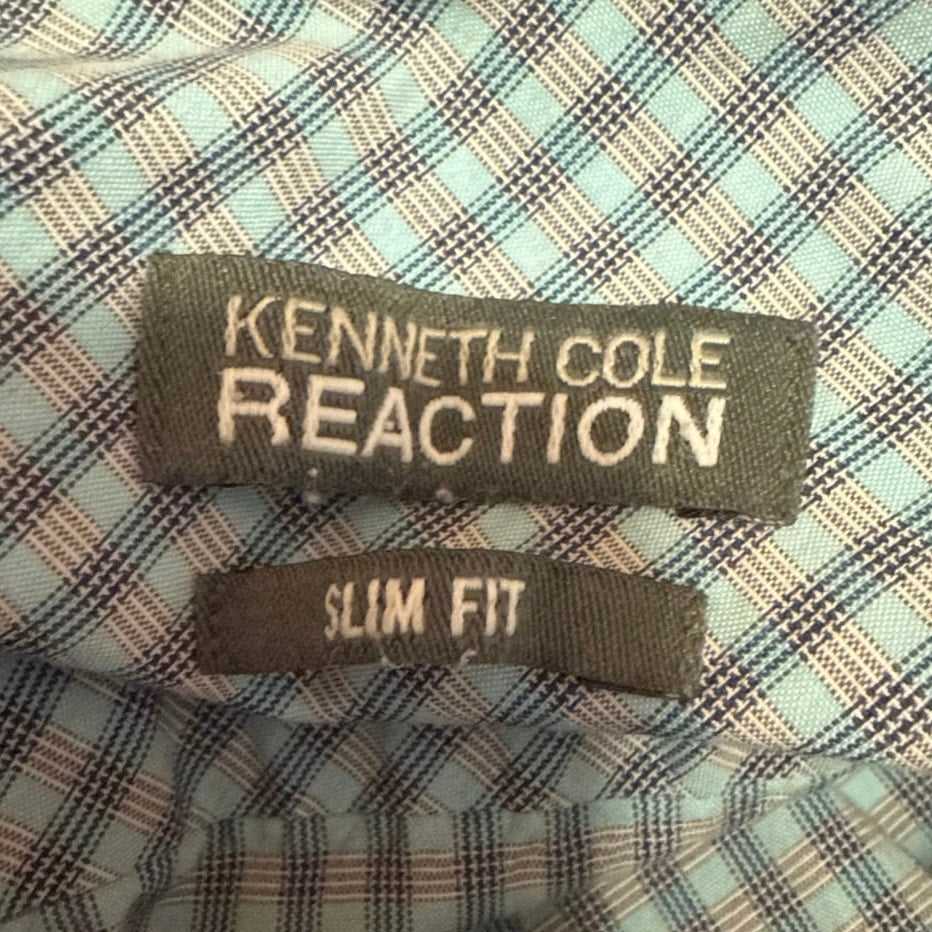 KENNETH COLE
REACTION
SLIM FIT